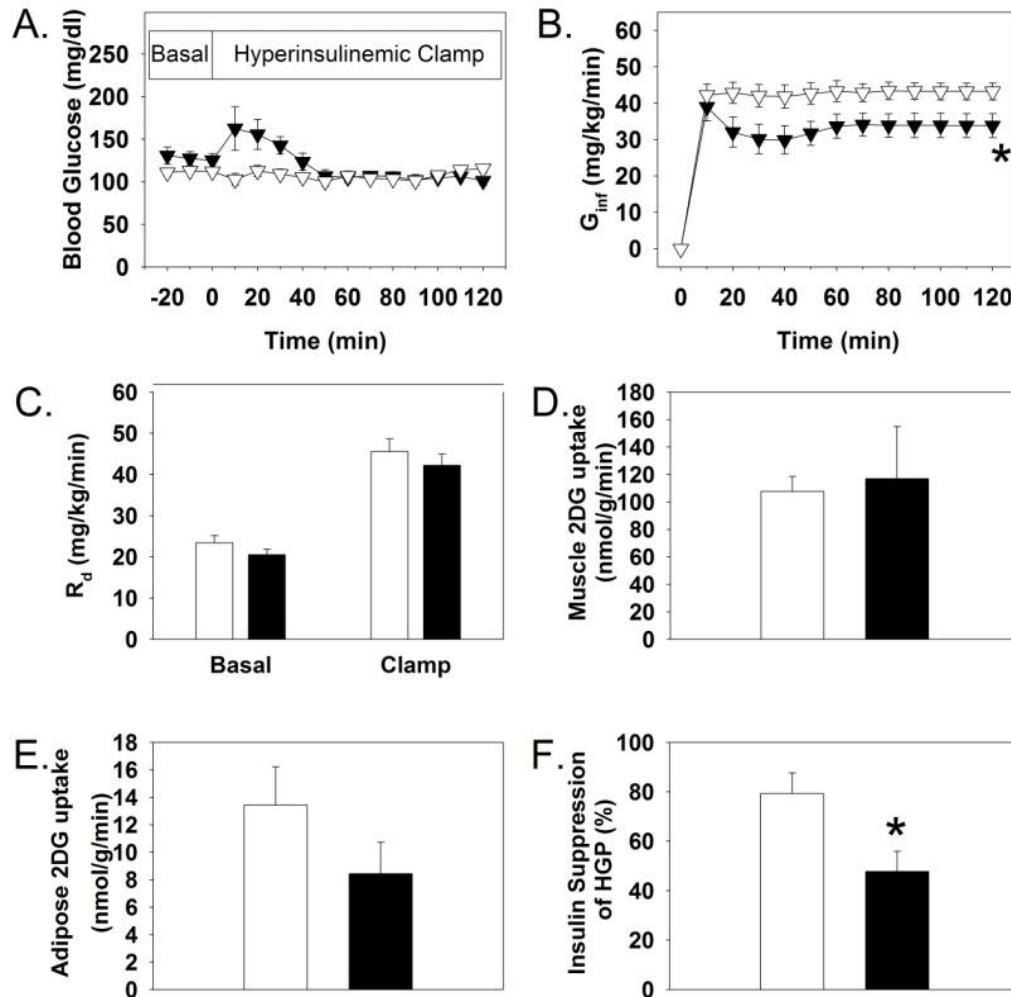 A.
Blood Glucose (mg/dl)
250
200
150
100
50
0
Basal
Hyperinsulinemic Clamp
-20 0 20 40 60 80 100 120
Time (min)
B.
G_inf (mg/kg/min)
60
50
40
30
20
10
0
*
0 20 40 60 80 100 120
Time (min)
C.
R_d (mg/kg/min)
60
50
40
30
20
10
0
Basal Clamp
D.
Muscle 2DG uptake
(nmol/g/min)
180
160
140
120
100
80
60
40
20
0
E.
Adipose 2DG uptake
(nmol/g/min)
18
16
14
12
10
8
6
4
2
0
F.
Insulin Suppression
of HGP (%)
100
80
60
40
20
0
*